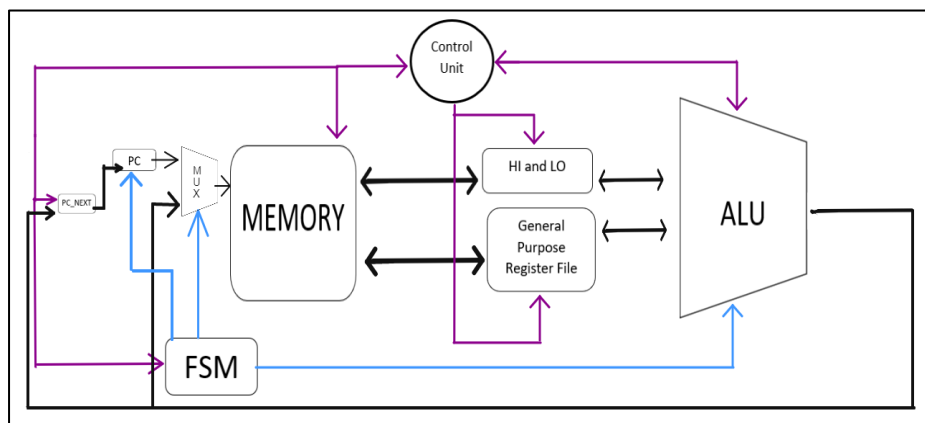 Control
Unit
PC
M
U
X
PC_NEXT
MEMORY
HI and LO
General
Purpose
Register File
ALU
FSM